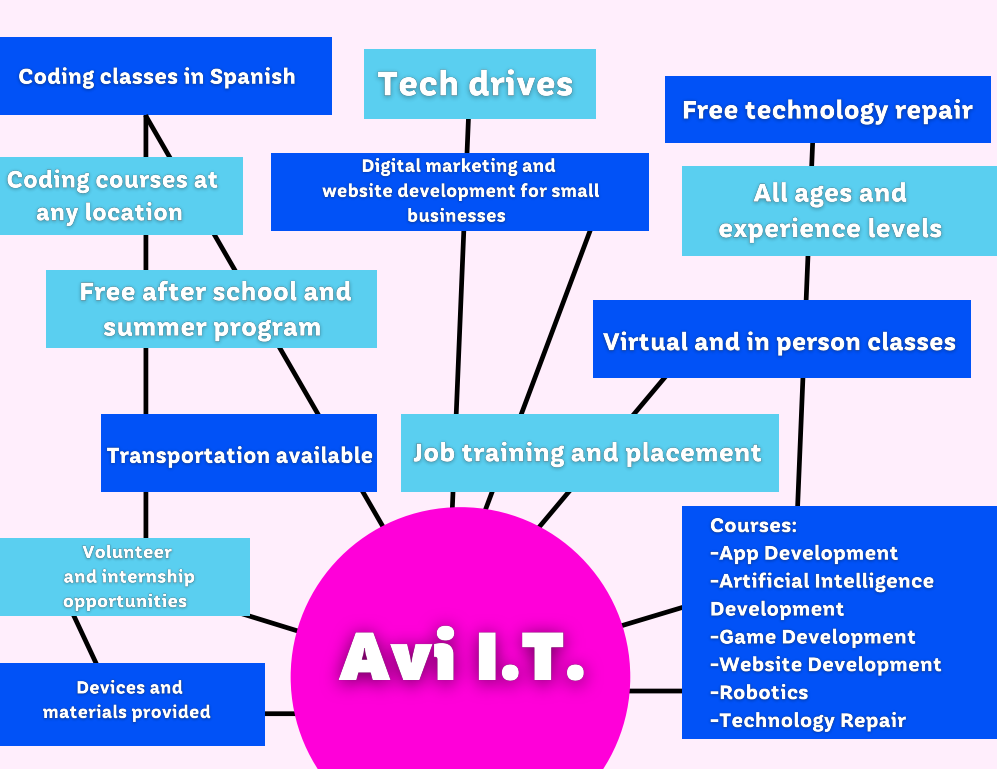 Coding classes in Spanish
Tech drives
Free technology repair
Coding courses at
any location
Digital marketing and
website development for small
businesses
All ages and
experience levels
Free after school and
summer program
Virtual and in person classes
Transportation available
Job training and placement
Volunteer
and internship
opportunities
Courses:
-App Development
-Artificial Intelligence
Development
-Game Development
-Website Development
-Robotics
-Technology Repair
Avi I.T.
Devices and
materials provided